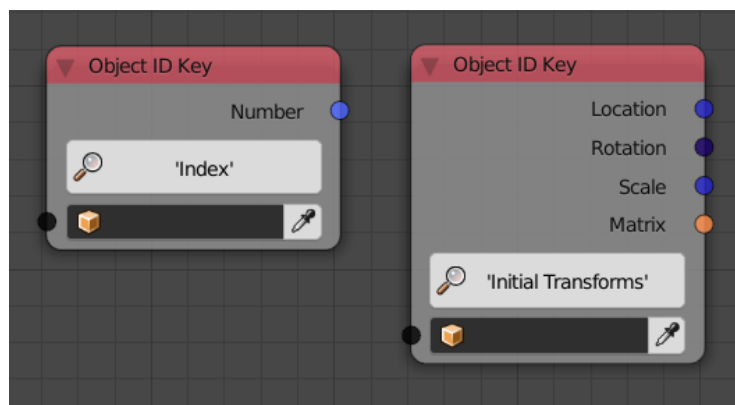 Object ID Key
Number
'Index'
Object ID Key
Location
Rotation
Scale
Matrix
'Initial Transforms'